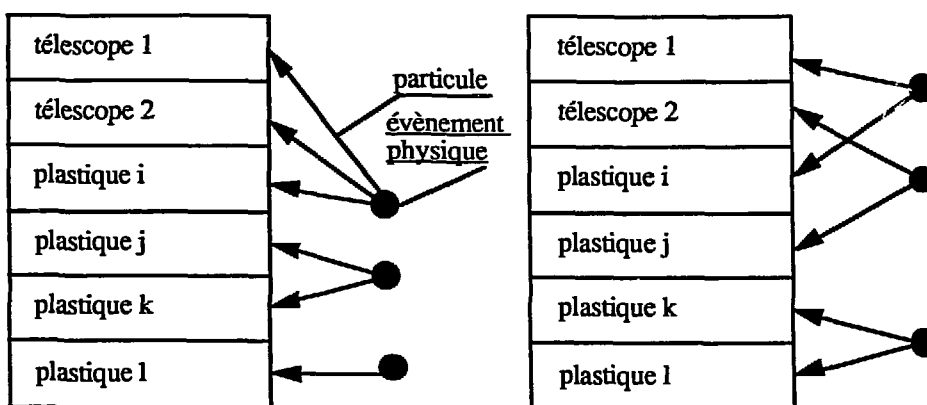 télescope 1
télescope 2
plastique i
plastique j
plastique k
plastique l
particule
évènement
physique
télescope 1
télescope 2
plastique i
plastique j
plastique k
plastique l